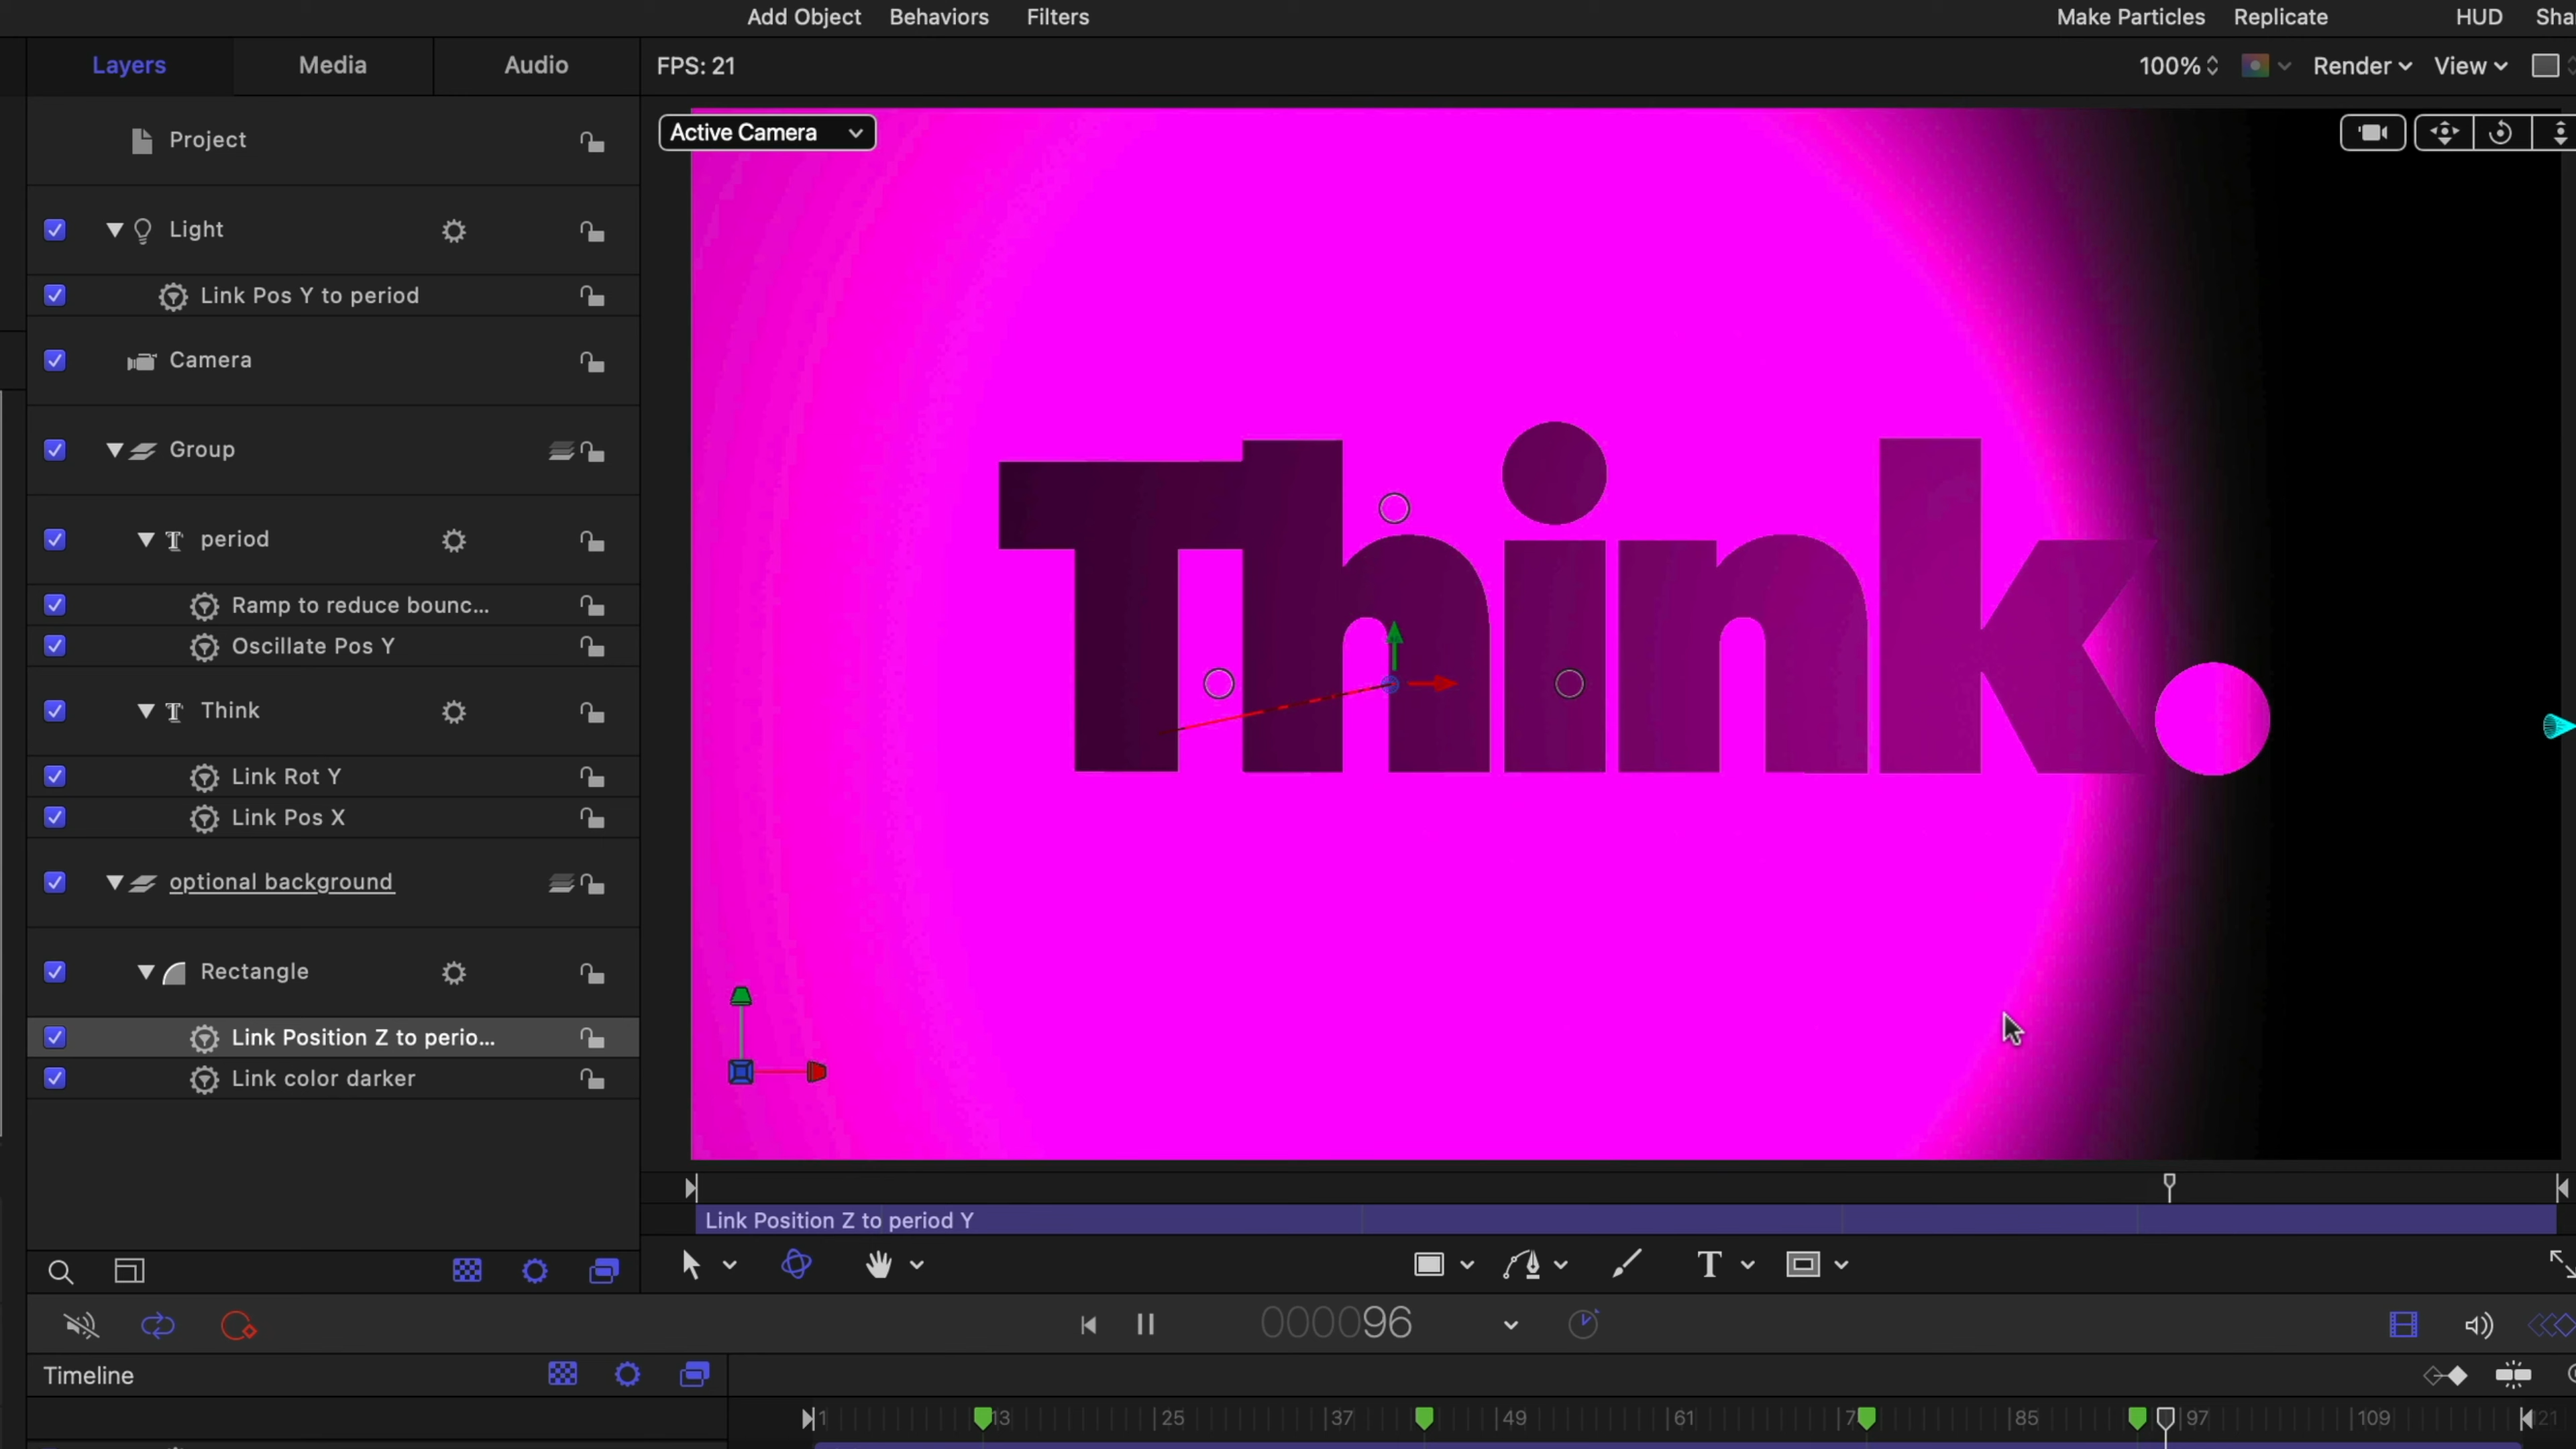 Add Object Behaviors Filters Make Particles Replicate HUD
Layers Media Audio FPS: 21 100% Render View
Active Camera
Project
Light
Link Pos Y to period
Camera
Group
period
Ramp to reduce bounc...
Oscillate Pos Y
Think
Link Rot Y
Link Pos X
optional background
Rectangle
Link Position Z to perio...
Link color darker
Think.
Link Position Z to period Y
000096
Timeline
1 13 25 37 49 61 85 97 109 121